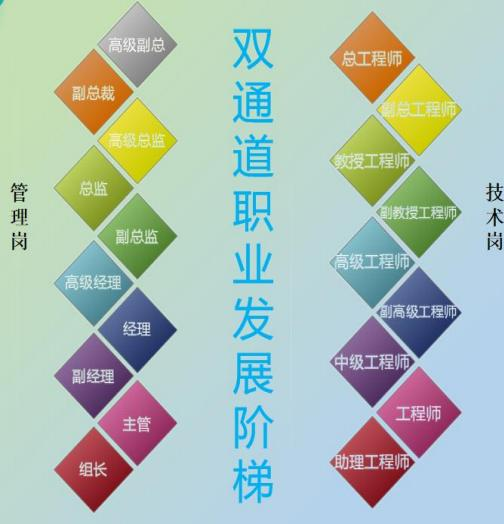 管理岗
高级副总
副总裁
高级总监
总监
副总监
高级经理
经理
副经理
主管
组长
双通道职业发展阶梯
总工程师
副总工程师
教授工程师
副教授工程师
高级工程师
副高级工程师
中级工程师
工程师
助理工程师
技术岗